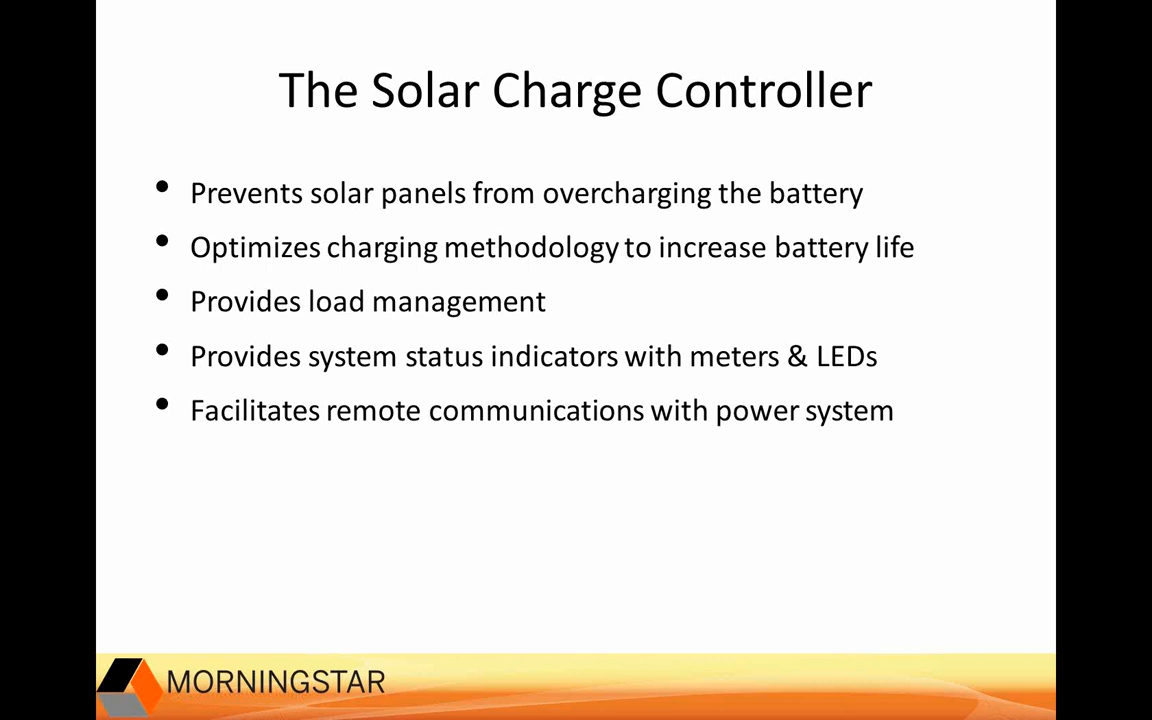 The Solar Charge Controller
• Prevents solar panels from overcharging the battery
• Optimizes charging methodology to increase battery life
• Provides load management
• Provides system status indicators with meters & LEDs
• Facilitates remote communications with power system
MORNINGSTAR